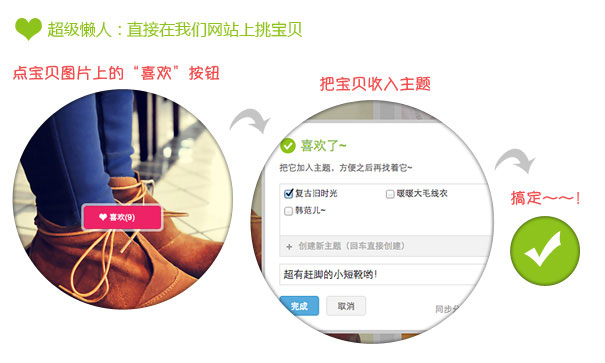 超级懒人：直接在我们网站上挑宝贝
点宝贝图片上的“喜欢”按钮
把宝贝收入主题
喜欢(9)
喜欢了~
把它加入主题，方便之后再找着它~
复古旧时光 暖暖大毛线衣
韩范儿~
+ 创建新主题（回车直接创建）
超有赶脚的小短靴哟!
完成 取消 同步
搞定~~!